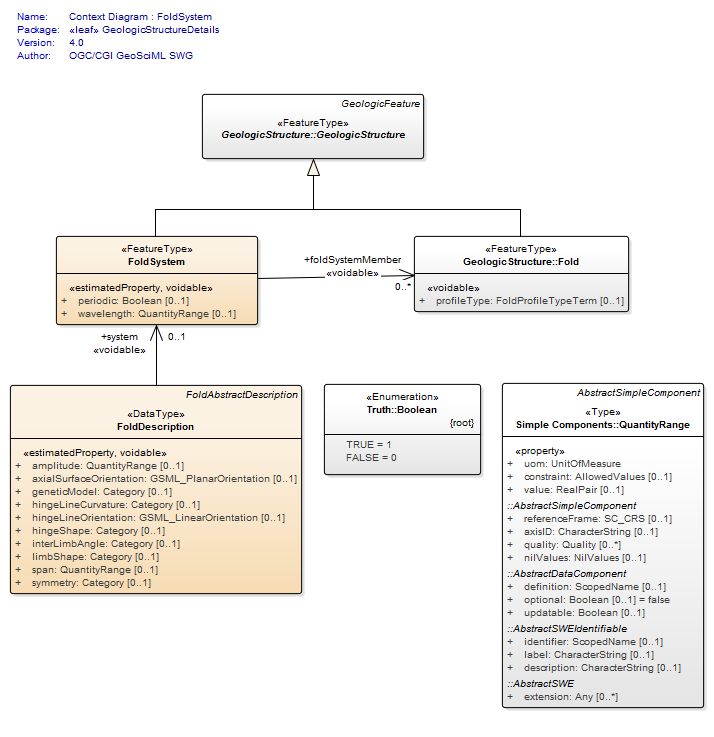 Name: Context Diagram : FoldSystem
Package: «leaf» GeologicStructureDetails
Version: 4.0
Author: OGC/CGI GeoSciML SWG
GeologicFeature
«FeatureType»
GeologicStructure::GeologicStructure
«FeatureType»
FoldSystem
«estimatedProperty, voidable»
+ periodic: Boolean [0..1]
+ wavelength: QuantityRange [0..1]
+foldSystemMember
«voidable»
0..*
«FeatureType»
GeologicStructure::Fold
«voidable»
+ profileType: FoldProfileTypeTerm [0..1]
+system
0..1
«voidable»
FoldAbstractDescription
«DataType»
FoldDescription
«estimatedProperty, voidable»
+ amplitude: QuantityRange [0..1]
+ axialSurfaceOrientation: GSML_PlanarOrientation [0..1]
+ geneticModel: Category [0..1]
+ hingeLineCurvature: Category [0..1]
+ hingeLineOrientation: GSML_LinearOrientation [0..1]
+ hingeShape: Category [0..1]
+ interLimbAngle: Category [0..1]
+ limbShape: Category [0..1]
+ span: QuantityRange [0..1]
+ symmetry: Category [0..1]
«Enumeration»
Truth::Boolean
{root}
TRUE = 1
FALSE = 0
AbstractSimpleComponent
«Type»
Simple Components::QuantityRange
«property»
+ uom: UnitOfMeasure
+ constraint: AllowedValues [0..1]
+ value: RealPair [0..1]
::AbstractSimpleComponent
+ referenceFrame: SC_CRS [0..1]
+ axisID: CharacterString [0..1]
+ quality: Quality [0..*]
+ nilValues: NilValues [0..1]
::AbstractDataComponent
+ definition: ScopedName [0..1]
+ optional: Boolean [0..1] = false
+ updatable: Boolean [0..1]
::AbstractSWEIdentifiable
+ identifier: ScopedName [0..1]
+ label: CharacterString [0..1]
+ description: CharacterString [0..1]
::AbstractSWE
+ extension: Any [0..*]